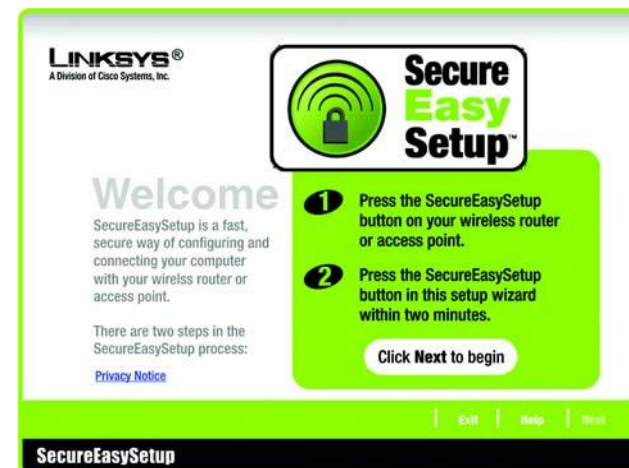 LINKSYS®
A Division of Cisco Systems, Inc.
Secure
Easy
Setup™
Welcome
SecureEasySetup is a fast,
secure way of configuring and
connecting your computer
with your wirelss router or
access point.
There are two steps in the
SecureEasySetup process:
Privacy Notice
1 Press the SecureEasySetup
button on your wireless router
or access point.
2 Press the SecureEasySetup
button in this setup wizard
within two minutes.
Click Next to begin
Exit Help Next
SecureEasySetup